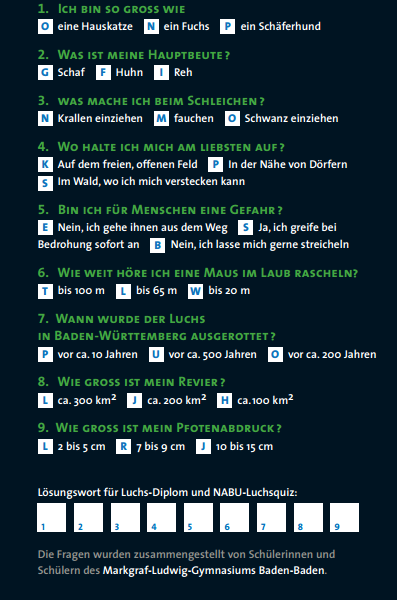 1. ICH BIN SO GROSS WIE
O eine Hauskatze N ein Fuchs P ein Schäferhund
2. WAS IST MEINE HAUPTBEUTE?
G Schaf F Huhn I Reh
3. WAS MACHE ICH BEIM SCHLEICHEN?
N Krallen einziehen M fauchen O Schwanz einziehen
4. WO HALTE ICH MICH AM LIEBSTEN AUF?
K Auf dem freien, offenen Feld P In der Nähe von Dörfern
S Im Wald, wo ich mich verstecken kann
5. BIN ICH FÜR MENSCHEN EINE GEFAHR?
E Nein, ich gehe ihnen aus dem Weg S Ja, ich greife bei
Bedrohung sofort an B Nein, ich lasse mich gerne streicheln
6. WIE WEIT HÖRE ICH EINE MAUS IM LAUB RASCHELN?
T bis 100 m L bis 65 m W bis 20 m
7. WANN WURDE DER LUCHS
IN BADEN-WÜRTTEMBERG AUSGEROTTET?
P vor ca. 10 Jahren U vor ca. 500 Jahren O vor ca. 200 Jahren
8. WIE GROSS IST MEIN REVIER?
L ca. 300 km² J ca. 200 km² H ca. 100 km²
9. WIE GROSS IST MEIN PFOTENABDRUCK?
L 2 bis 5 cm R 7 bis 9 cm J 10 bis 15 cm
Lösungswort für Luchs-Diplom und NABU-Luchsquiz:
1 2 3 4 5 6 7 8 9
Die Fragen wurden zusammengestellt von Schülerinnen und
Schülern des Markgraf-Ludwig-Gymnasiums Baden-Baden.